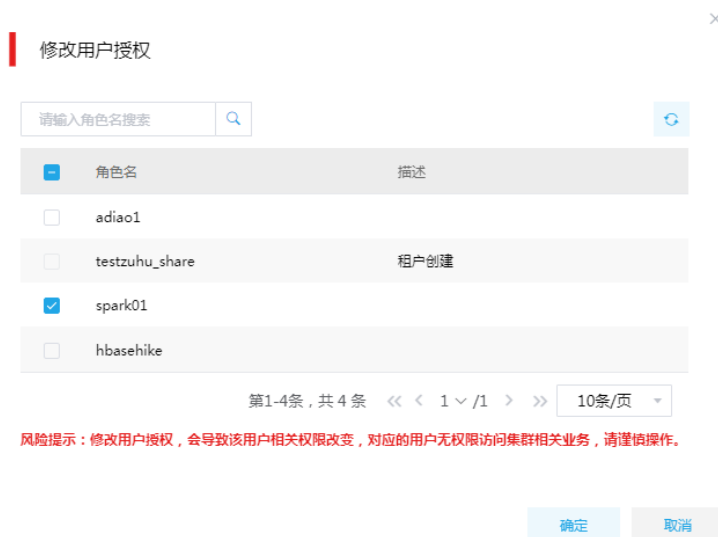 修改用户授权
请输入角色名搜索
角色名 描述
adiao1
testzuhu_share 租户创建
spark01
hbasehike
第1-4条，共 4 条 1 /1 10条/页
风险提示：修改用户授权，会导致该用户相关权限改变，对应的用户无权限访问集群相关业务，请谨慎操作。
确定 取消